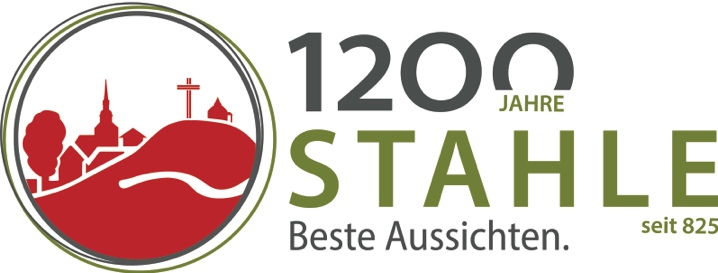 1200
JAHRE
STAHLE
seit 825
Beste Aussichten.